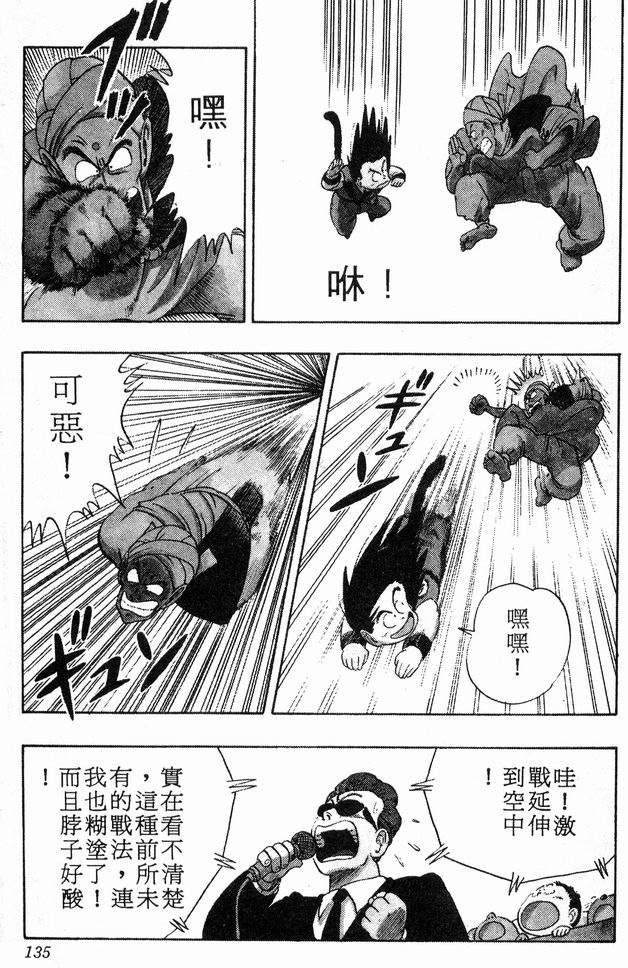 咻！
嘿！
ブブ
ギュン
嘿嘿！
可惡！
ギュン
哇！激
戰延伸
到空中
！
實在看不清楚
，這種前所未
有的戰法，連
我也糊塗了！
而且脖子好酸
！
135